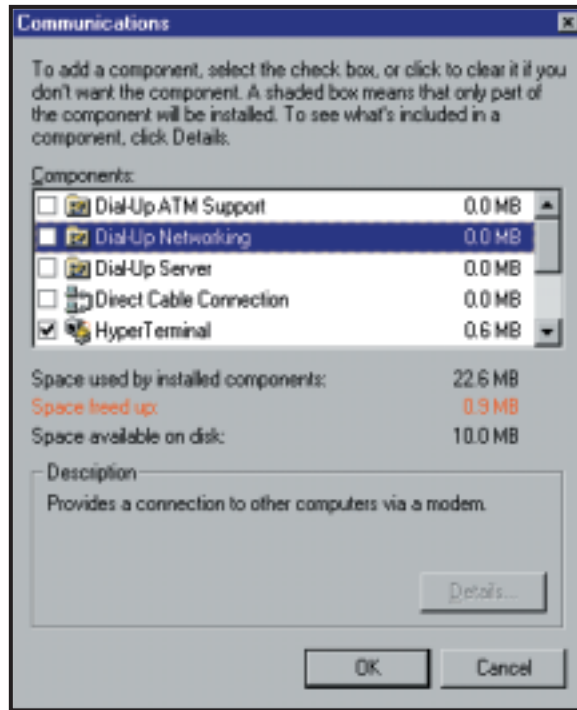 Communications
To add a component, select the check box, or click to clear it if you
don't want the component. A shaded box means that only part of
the component will be installed. To see what's included in a
component, click Details.
Components:
Dial-Up ATM Support 0.0 MB
Dial-Up Networking 0.0 MB
Dial-Up Server 0.0 MB
Direct Cable Connection 0.0 MB
HyperTerminal 0.6 MB
Space used by installed components: 22.6 MB
Space freed up: 0.9 MB
Space available on disk: 10.0 MB
Description
Provides a connection to other computers via a modem.
Details...
OK Cancel